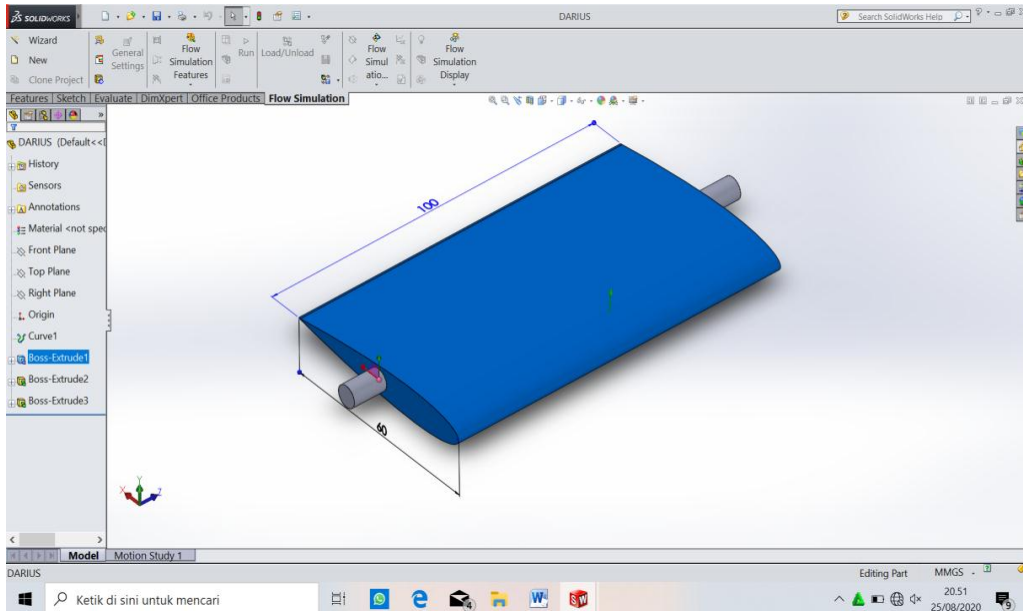 SOLIDWORKS
DARIUS
Search SolidWorks Help
Wizard
New
Clone Project
General
Settings
Flow
Simulation
Features
Run
Load/Unload
Flow
Simul
atio...
Flow
Simulation
Display
Features
Sketch
Evaluate
DimXpert
Office Products
Flow Simulation
DARIUS (Default<<D
History
Sensors
Annotations
Material <not spec
Front Plane
Top Plane
Right Plane
Origin
Curve1
Boss-Extrude1
Boss-Extrude2
Boss-Extrude3
100
60
Y
X
Z
Model
Motion Study 1
DARIUS
Editing Part
MMGS
Ketik di sini untuk mencari
20.51
25/08/2020